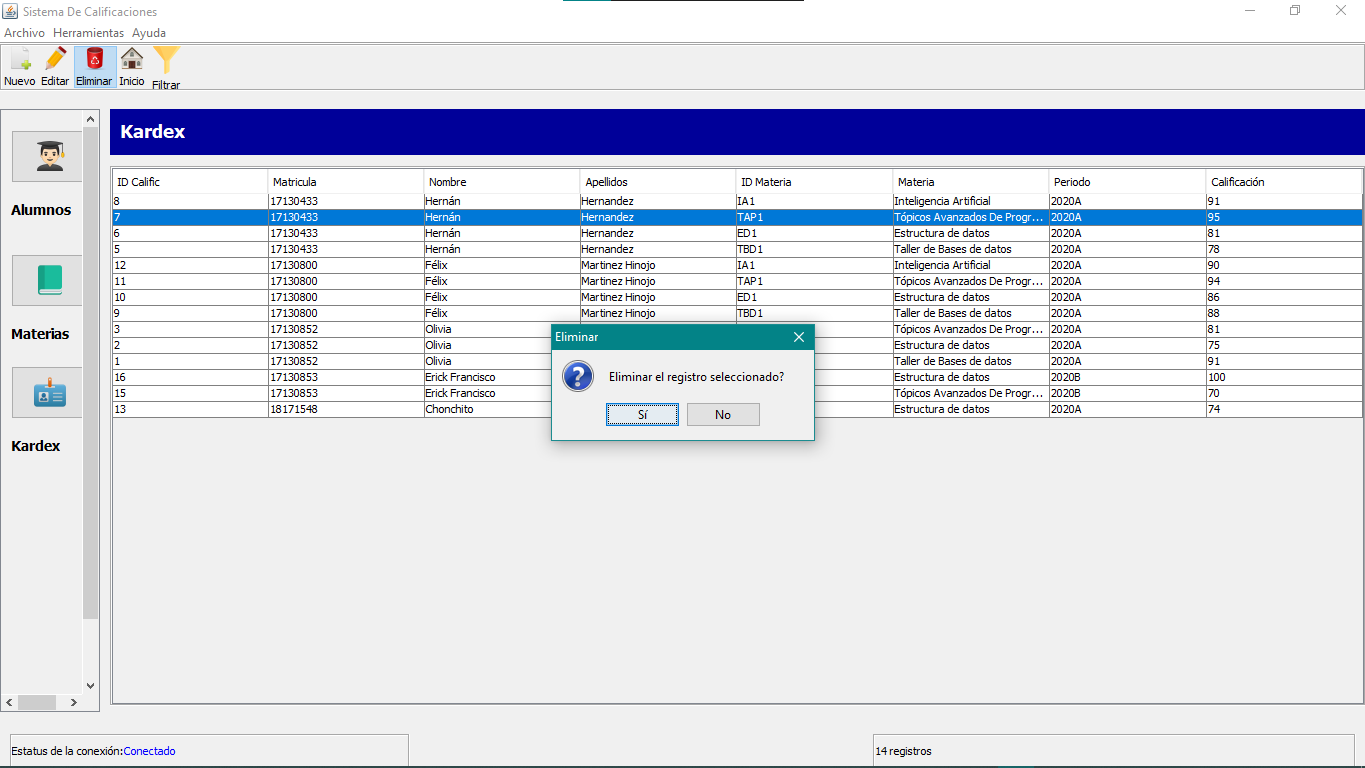 Sistema De Calificaciones
Archivo Herramientas Ayuda
Nuevo Editar Eliminar Inicio Filtrar
Alumnos
Materias
Kardex
Kardex
ID Calific Matricula Nombre Apellidos ID Materia Materia Periodo Calificación
8 17130433 Hernán Hernandez IA1 Inteligencia Artificial 2020A 91
7 17130433 Hernán Hernandez TAP1 Tópicos Avanzados De Progr... 2020A 95
6 17130433 Hernán Hernandez ED1 Estructura de datos 2020A 81
5 17130433 Hernán Hernandez TBD1 Taller de Bases de datos 2020A 78
12 17130800 Félix Martinez Hinojo IA1 Inteligencia Artificial 2020A 90
11 17130800 Félix Martinez Hinojo TAP1 Tópicos Avanzados De Progr... 2020A 94
10 17130800 Félix Martinez Hinojo ED1 Estructura de datos 2020A 86
9 17130800 Félix Martinez Hinojo TBD1 Taller de Bases de datos 2020A 88
3 17130852 Olivia Tópicos Avanzados De Progr... 2020A 81
2 17130852 Olivia Estructura de datos 2020A 75
1 17130852 Olivia Taller de Bases de datos 2020A 91
16 17130853 Erick Francisco Estructura de datos 2020B 100
15 17130853 Erick Francisco Tópicos Avanzados De Progr... 2020B 70
13 18171548 Chonchito Estructura de datos 2020A 74
Eliminar
Eliminar el registro seleccionado?
Sí No
Estatus de la conexión:Conectado
14 registros